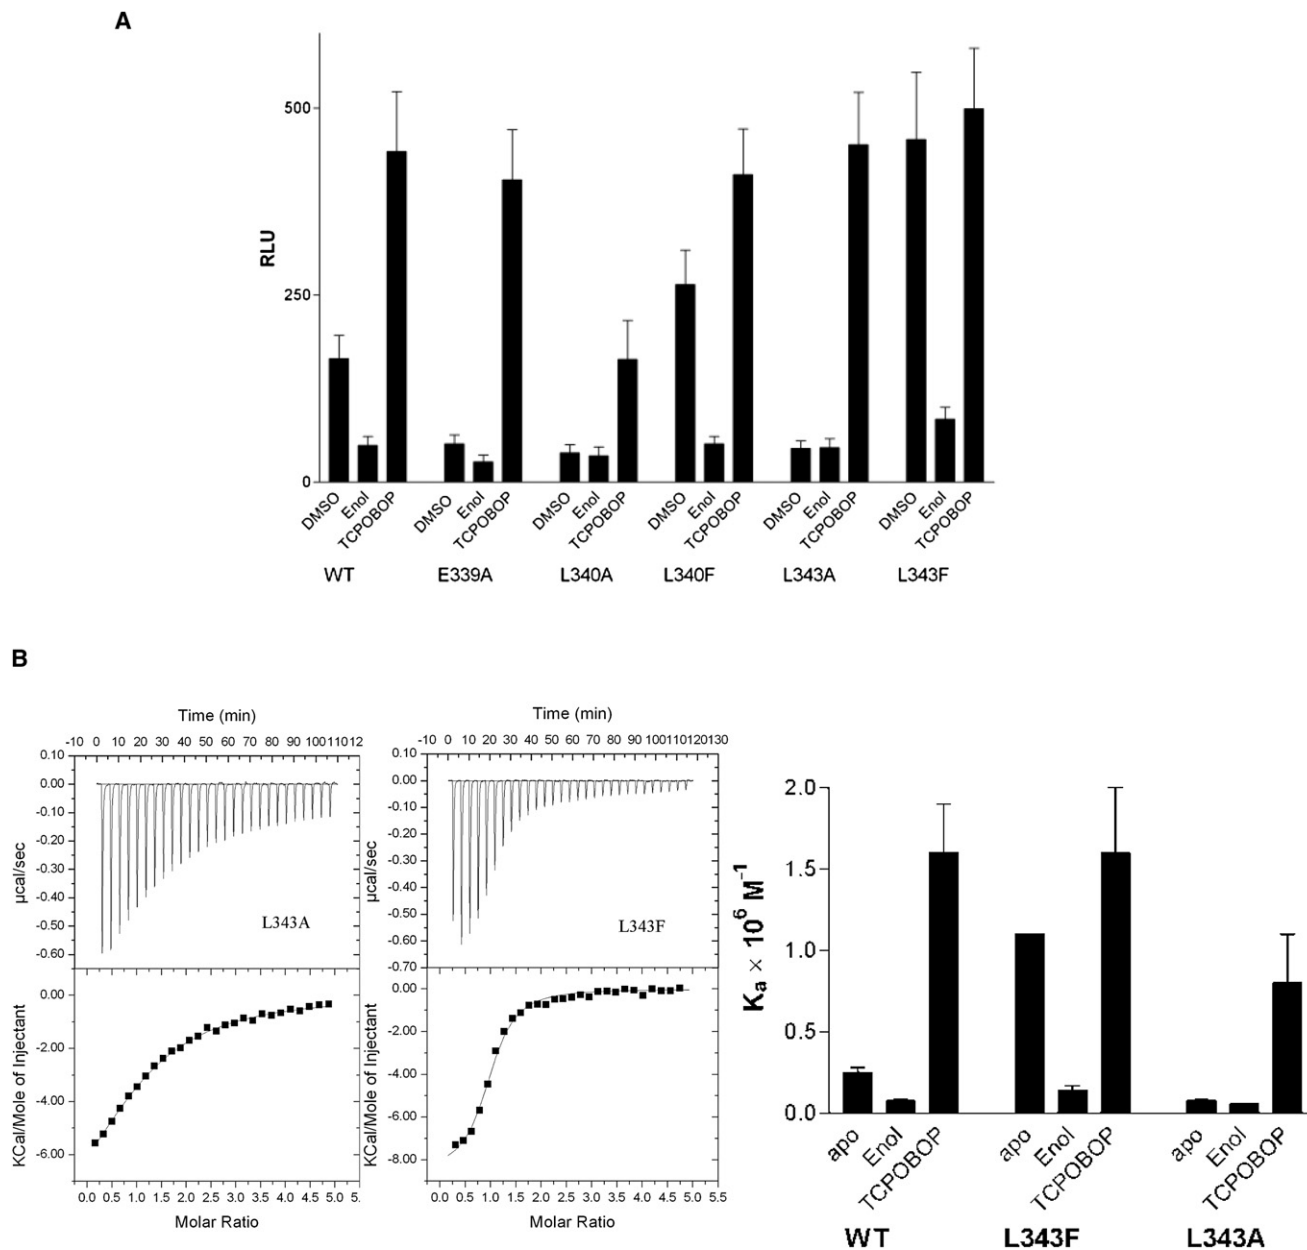 A
500
250
0
RLU
DMSO Enol TCPOBOP DMSO Enol TCPOBOP DMSO Enol TCPOBOP DMSO Enol TCPOBOP DMSO Enol TCPOBOP DMSO Enol TCPOBOP
WT E339A L340A L340F L343A L343F
B
Time (min)
-10 0 10 20 30 40 50 60 70 80 90 100 110 12
0.10
0.00
-0.10
-0.20
-0.30
-0.40
-0.50
-0.60
µcal/sec
L343A
0.00
-2.00
-4.00
-6.00
KCal/Mole of Injectant
0.0 0.5 1.0 1.5 2.0 2.5 3.0 3.5 4.0 4.5 5.0 5.
Molar Ratio
Time (min)
-10 0 10 20 30 40 50 60 70 80 90 100 110 120 130
0.10
0.00
-0.10
-0.20
-0.30
-0.40
-0.50
-0.60
-0.70
µcal/sec
L343F
0.00
-2.00
-4.00
-6.00
-8.00
KCal/Mole of Injectant
0.0 0.5 1.0 1.5 2.0 2.5 3.0 3.5 4.0 4.5 5.0 5.5
Molar Ratio
2.0
1.5
1.0
0.5
0.0
Ka × 10⁶ M⁻¹
apo Enol TCPOBOP apo Enol TCPOBOP apo Enol TCPOBOP
WT L343F L343A